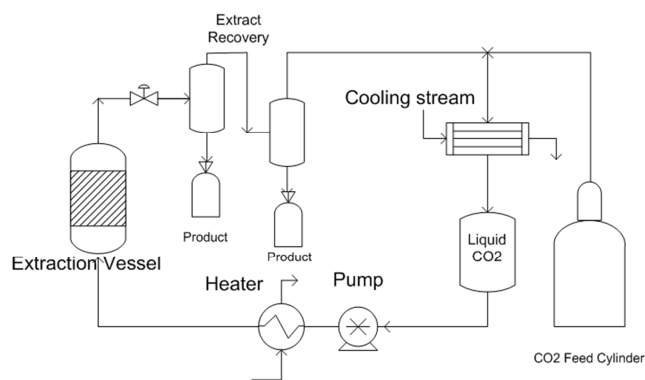 Extract
Recovery
Cooling stream
Product
Product
Extraction Vessel
Liquid
CO2
Heater
Pump
CO2 Feed Cylinder